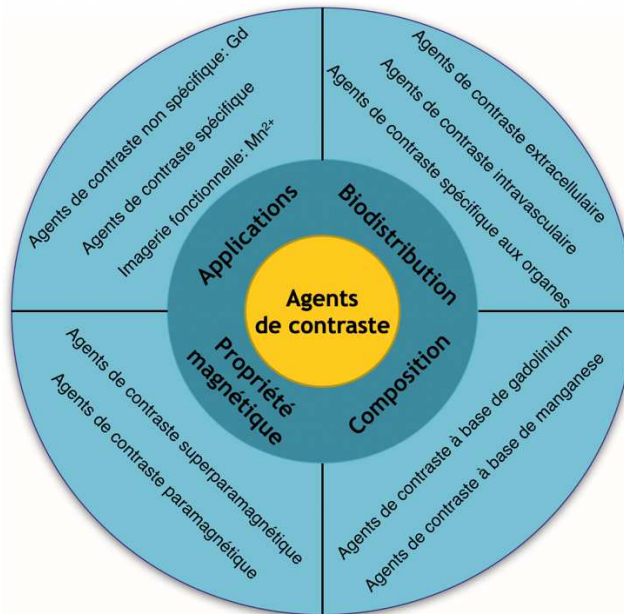 Agents de contraste non spécifique: Gd
Agents de contraste spécifique
Imagerie fonctionnelle: Mn²⁺
Agents de contraste extracellulaire
Agents de contraste intravasculaire
Agents de contraste spécifique aux organes
Applications
Biodistribution
Agents
de contraste
Propriété
magnétique
Composition
Agents de contraste superparamagnétique
Agents de contraste paramagnétique
Agents de contraste à base de gadolinium
Agents de contraste à base de manganese